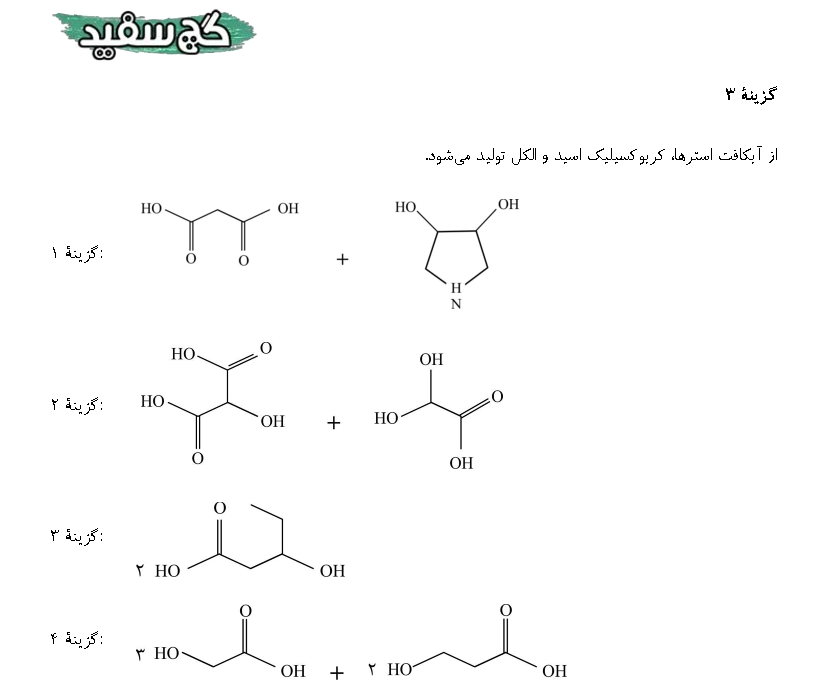 گچ سفید
گزینهٔ ۳
از آبکافت استرها، کربوکسیلیک اسید و الکل تولید می‌شود.
گزینهٔ ۱:
HO OH
O O
+
HO OH
H
N
گزینهٔ ۲:
HO O
HO OH
O
+
OH
HO O
OH
گزینهٔ ۳:
O
۲ HO OH
گزینهٔ ۴:
O
۳ HO OH
+
O
۲ HO OH